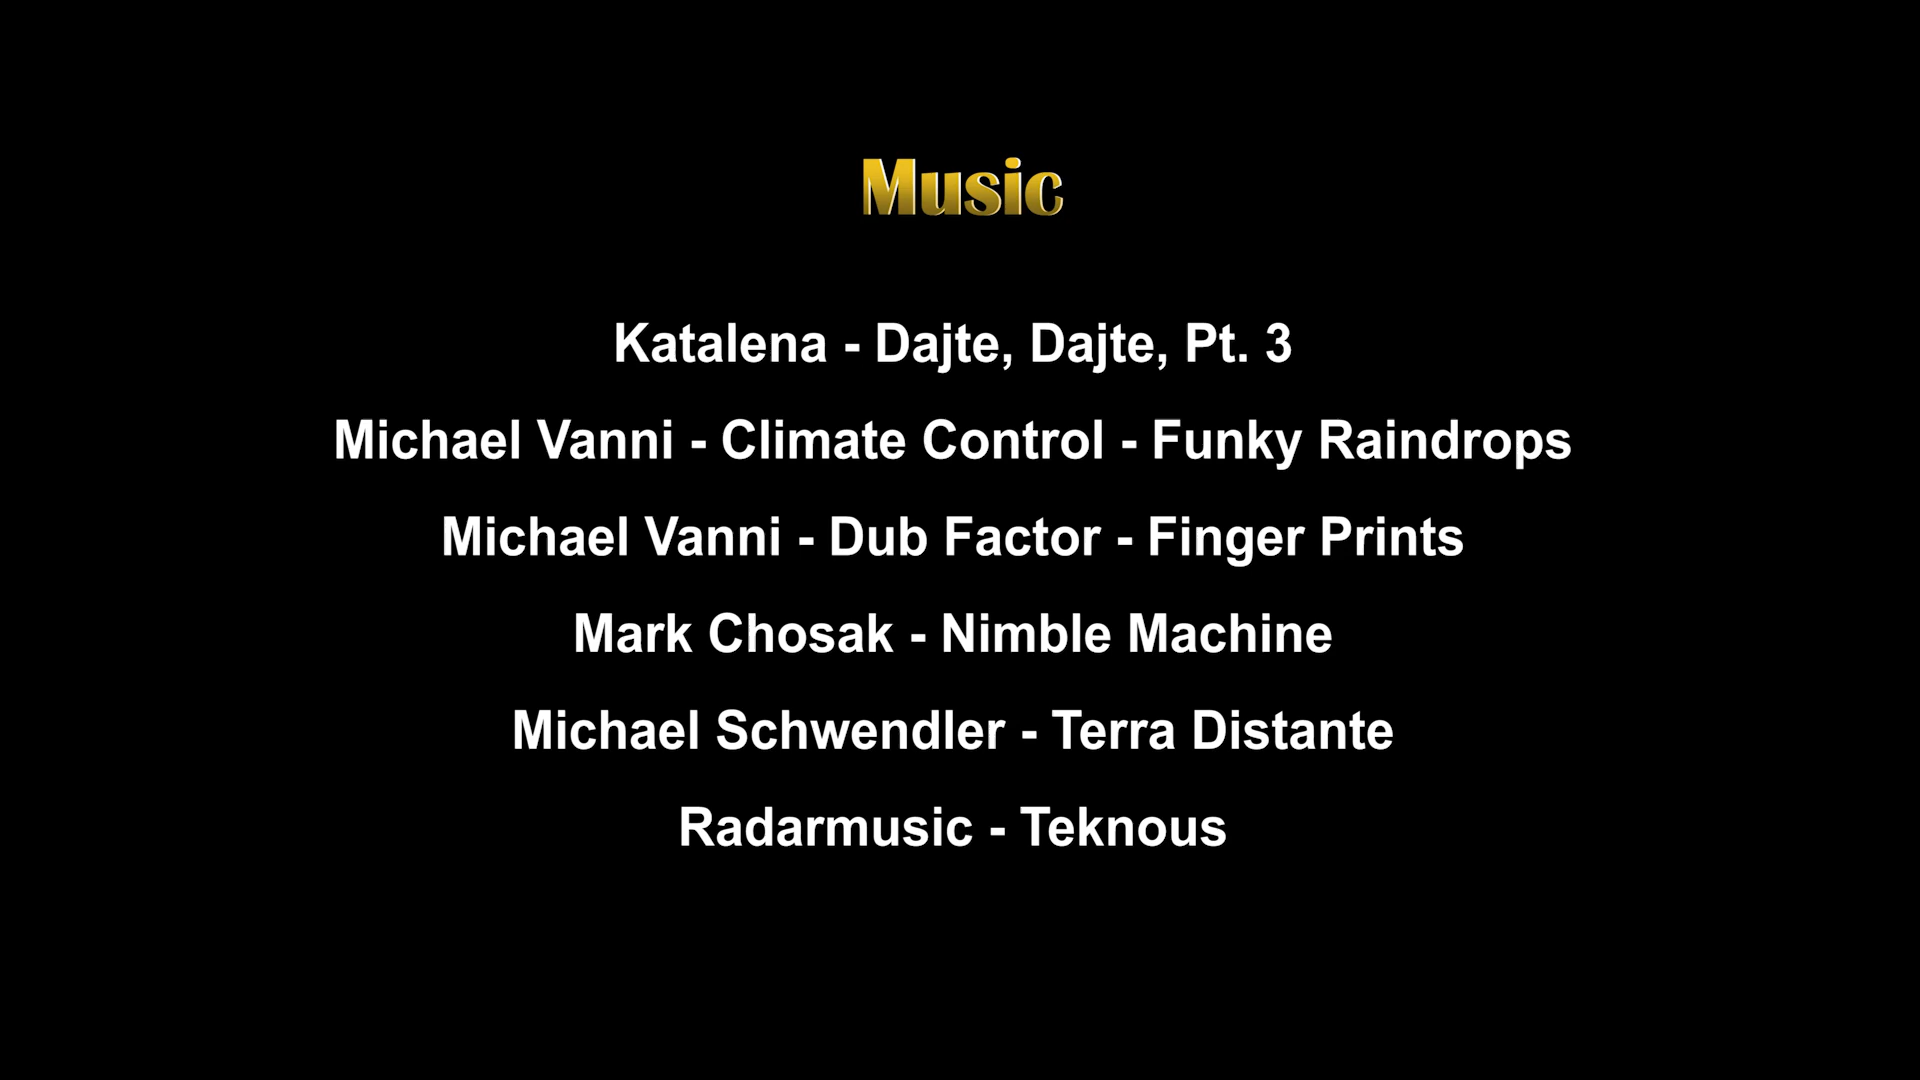 Music
Katalena - Dajte, Dajte, Pt. 3
Michael Vanni - Climate Control - Funky Raindrops
Michael Vanni - Dub Factor - Finger Prints
Mark Chosak - Nimble Machine
Michael Schwendler - Terra Distante
Radarmusic - Teknous